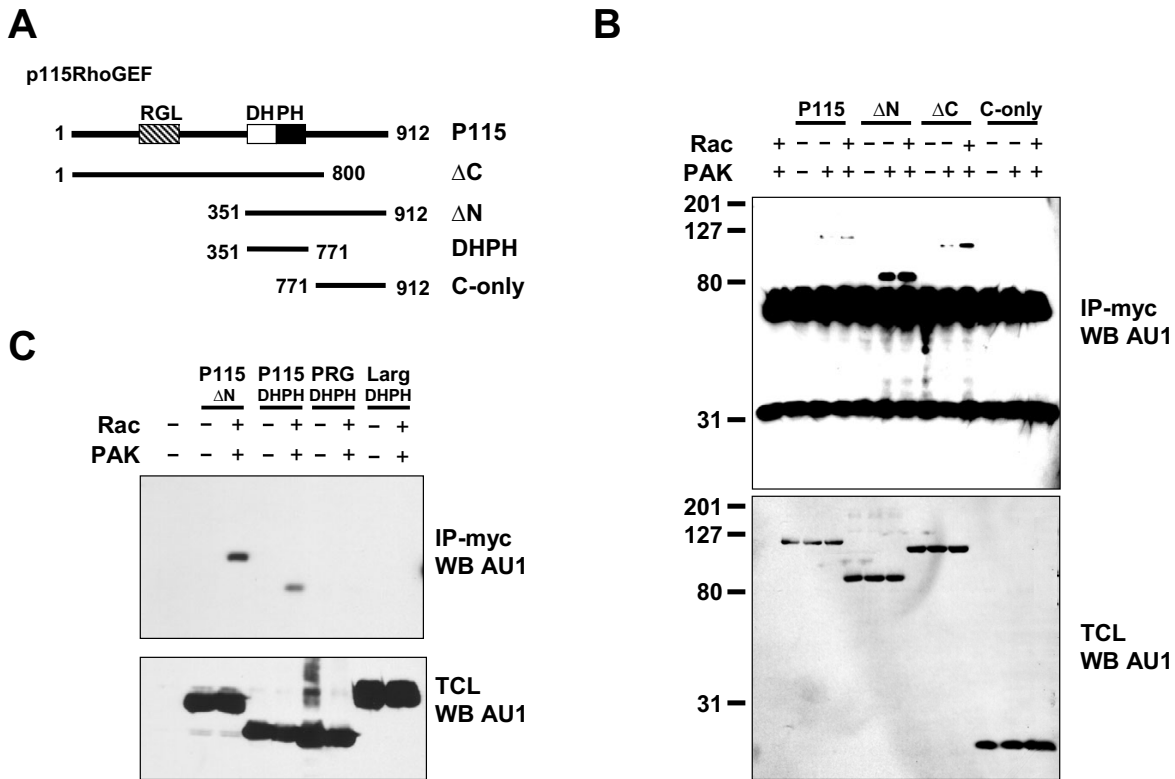 A
p115RhoGEF
RGL DH PH
1 912 P115
1 800 ΔC
351 912 ΔN
351 771 DHPH
771 912 C-only
B
P115 ΔN ΔC C-only
Rac + – – + – – + – – + – – +
PAK + – + + – + + – + + – + +
201
127
80
31
IP-myc
WB AU1
201
127
80
31
TCL
WB AU1
C
P115 P115 PRG Larg
ΔN DHPH DHPH DHPH
Rac – – + – + – + – +
PAK – – + – + – + – +
IP-myc
WB AU1
TCL
WB AU1